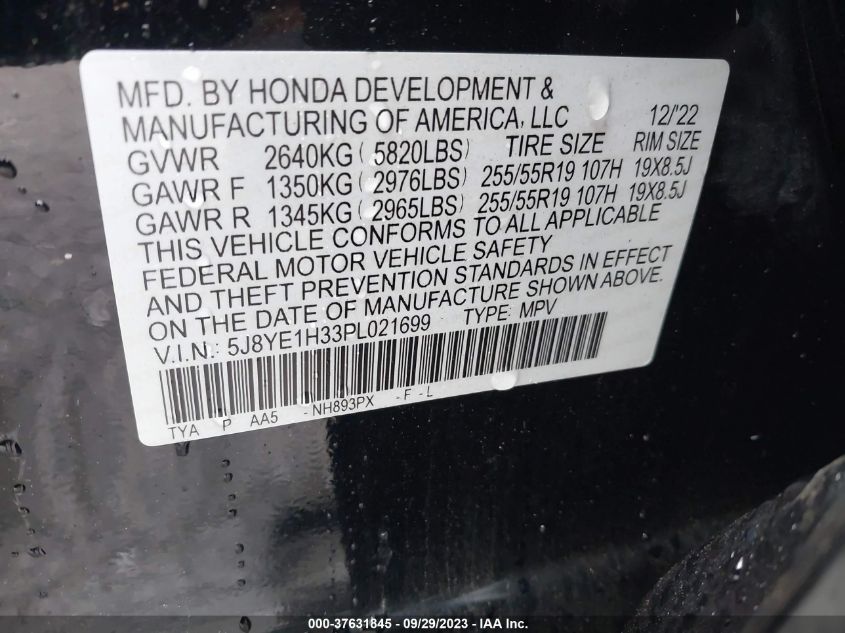 MFD. BY HONDA DEVELOPMENT &
MANUFACTURING OF AMERICA, LLC 12/'22
GVWR 2640KG ( 5820LBS) TIRE SIZE RIM SIZE
GAWR F 1350KG ( 2976LBS) 255/55R19 107H 19X8.5J
GAWR R 1345KG ( 2965LBS) 255/55R19 107H 19X8.5J
THIS VEHICLE CONFORMS TO ALL APPLICABLE
FEDERAL MOTOR VEHICLE SAFETY
AND THEFT PREVENTION STANDARDS IN EFFECT
ON THE DATE OF MANUFACTURE SHOWN ABOVE.
V.I.N.: 5J8YE1H33PL021699 TYPE: MPV
TYA P AA5 - NH893PX - F - L
000-37631845 - 09/29/2023 - IAAI.com